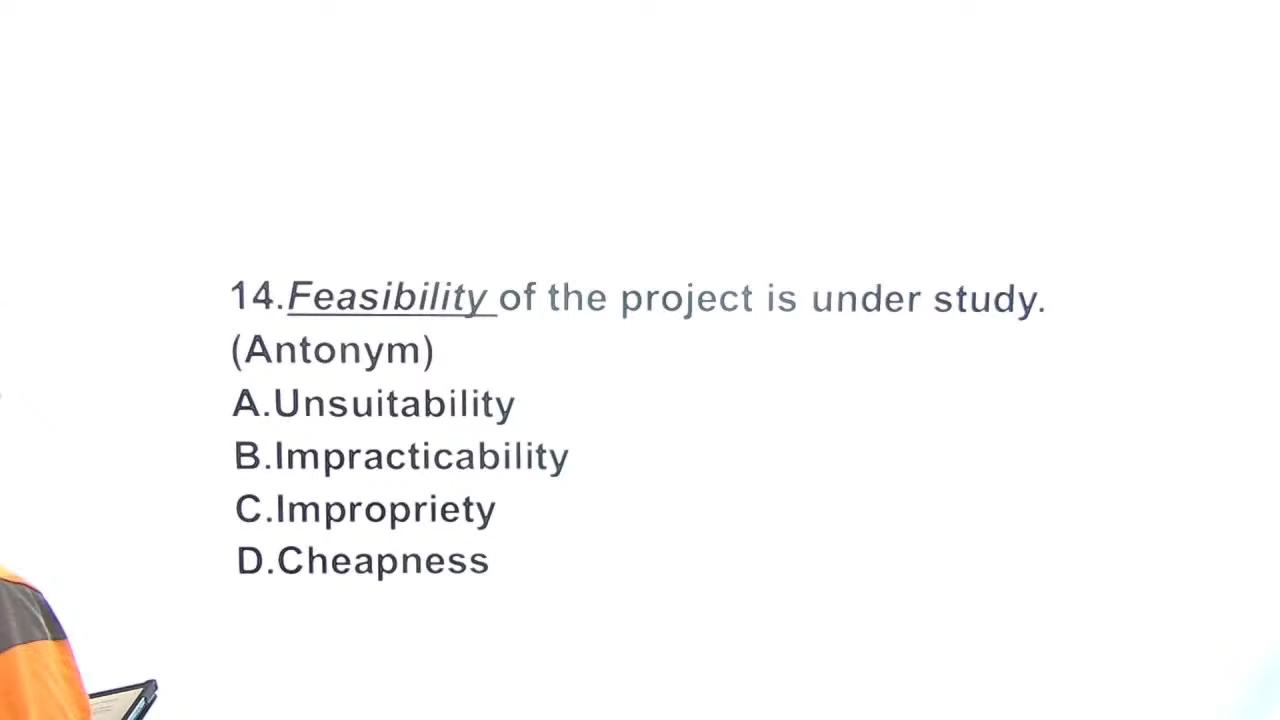 14.Feasibility of the project is under study.
(Antonym)
A.Unsuitability
B.Impracticability
C.Impropriety
D.Cheapness